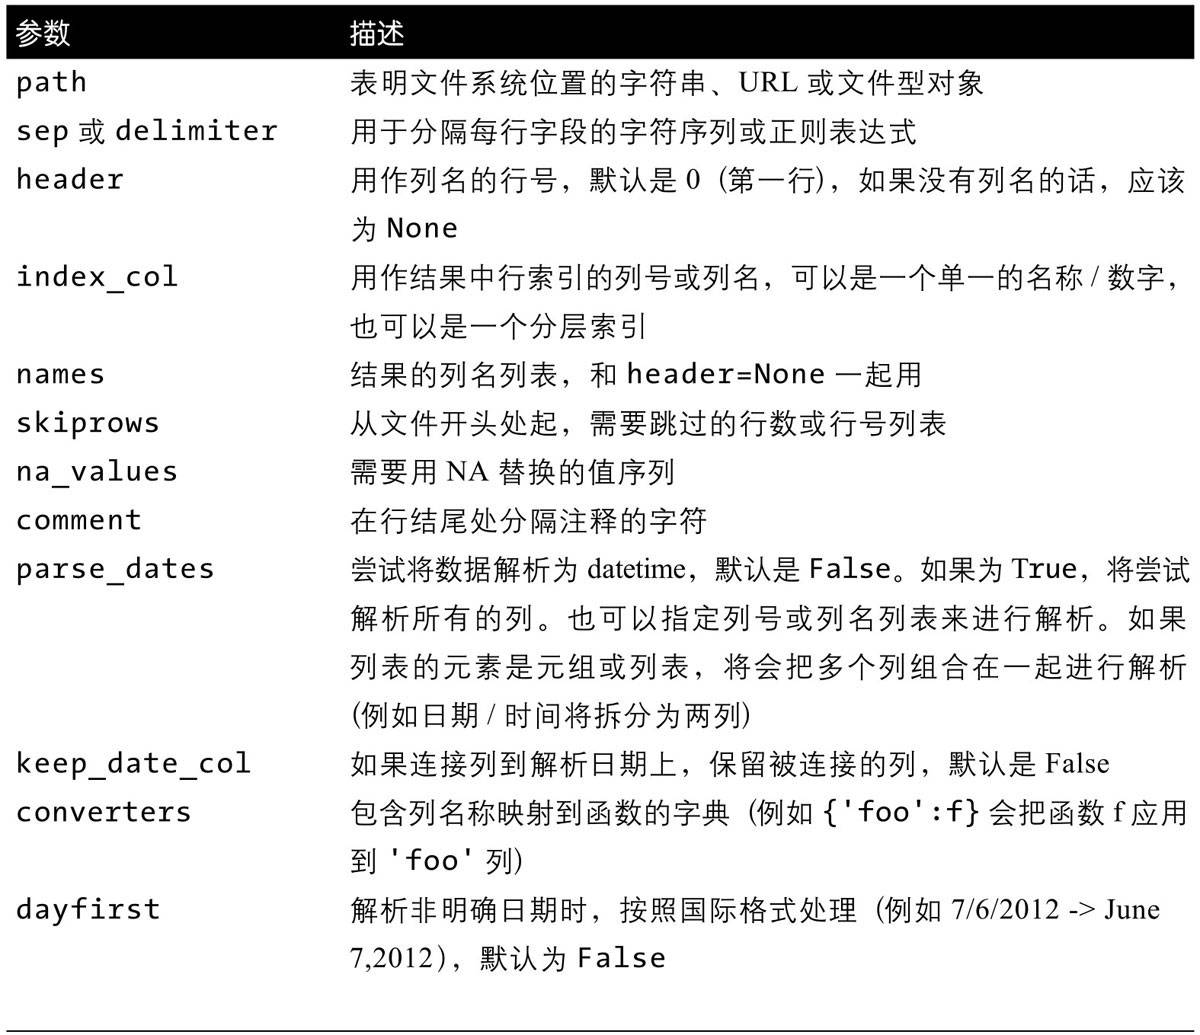 参数 描述
path 表明文件系统位置的字符串、URL 或文件型对象
sep 或 delimiter 用于分隔每行字段的字符序列或正则表达式
header 用作列名的行号，默认是 0（第一行），如果没有列名的话，应该
为 None
index_col 用作结果中行索引的列号或列名，可以是一个单一的名称 / 数字，
也可以是一个分层索引
names 结果的列名列表，和 header=None 一起用
skiprows 从文件开头处起，需要跳过的行数或行号列表
na_values 需要用 NA 替换的值序列
comment 在行结尾处分隔注释的字符
parse_dates 尝试将数据解析为 datetime，默认是 False。如果为 True，将尝试
解析所有的列。也可以指定列号或列名列表来进行解析。如果
列表的元素是元组或列表，将会把多个列组合在一起进行解析
（例如日期 / 时间将拆分为两列）
keep_date_col 如果连接列到解析日期上，保留被连接的列，默认是 False
converters 包含列名称映射到函数的字典（例如 {'foo':f} 会把函数 f 应用
到 'foo' 列）
dayfirst 解析非明确日期时，按照国际格式处理（例如 7/6/2012 -> June
7,2012），默认为 False